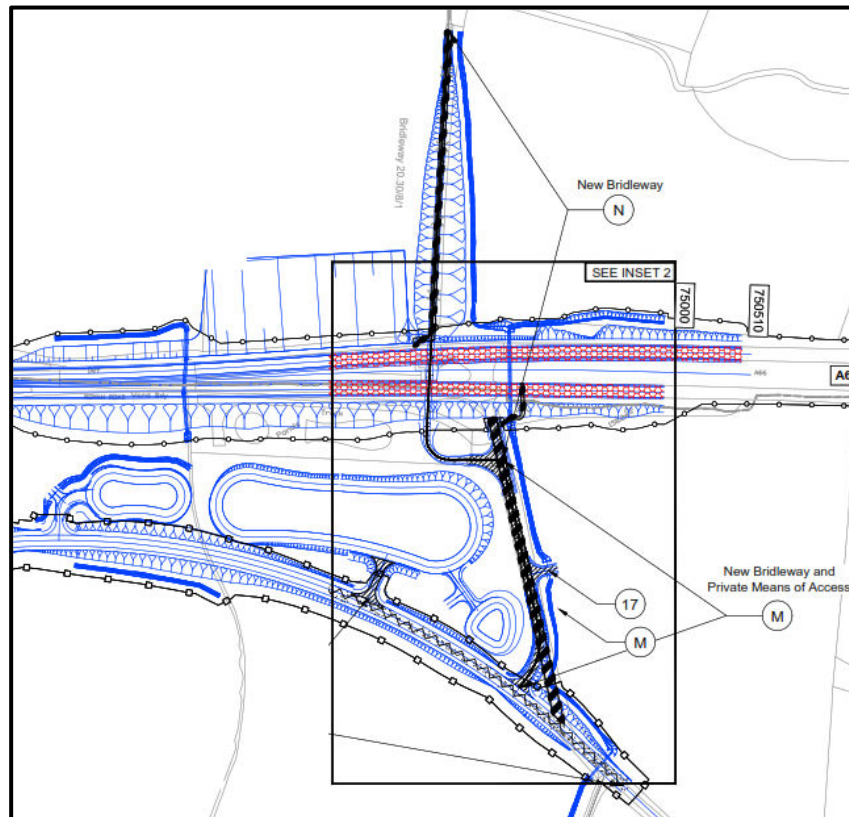 Bridleway 20.30/8/1
New Bridleway
N
SEE INSET 2
75000
750510
A66
A6
New Bridleway and
Private Means of Access
17
M
M